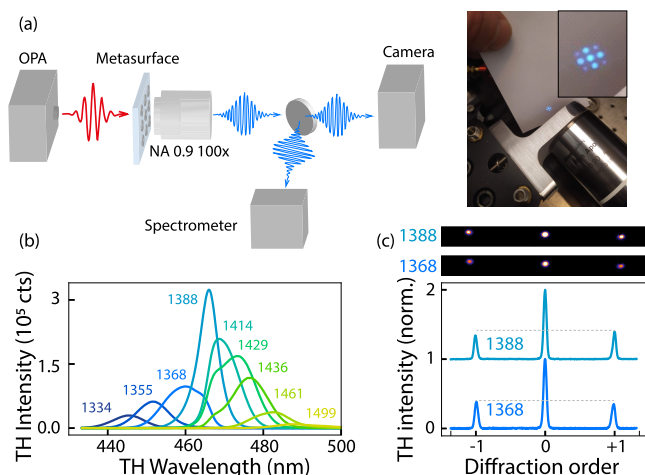 (a)
OPA
Metasurface
Camera
NA 0.9 100x
Spectrometer
(b)
TH Intensity (10⁵ cts)
3
1.5
0.0
1388
1414
1429
1368
1436
1355
1461
1334
1499
440
460
480
500
TH Wavelength (nm)
(c)
1388
1368
TH intensity (norm.)
2
1
0
1388
1368
-1
0
+1
Diffraction order